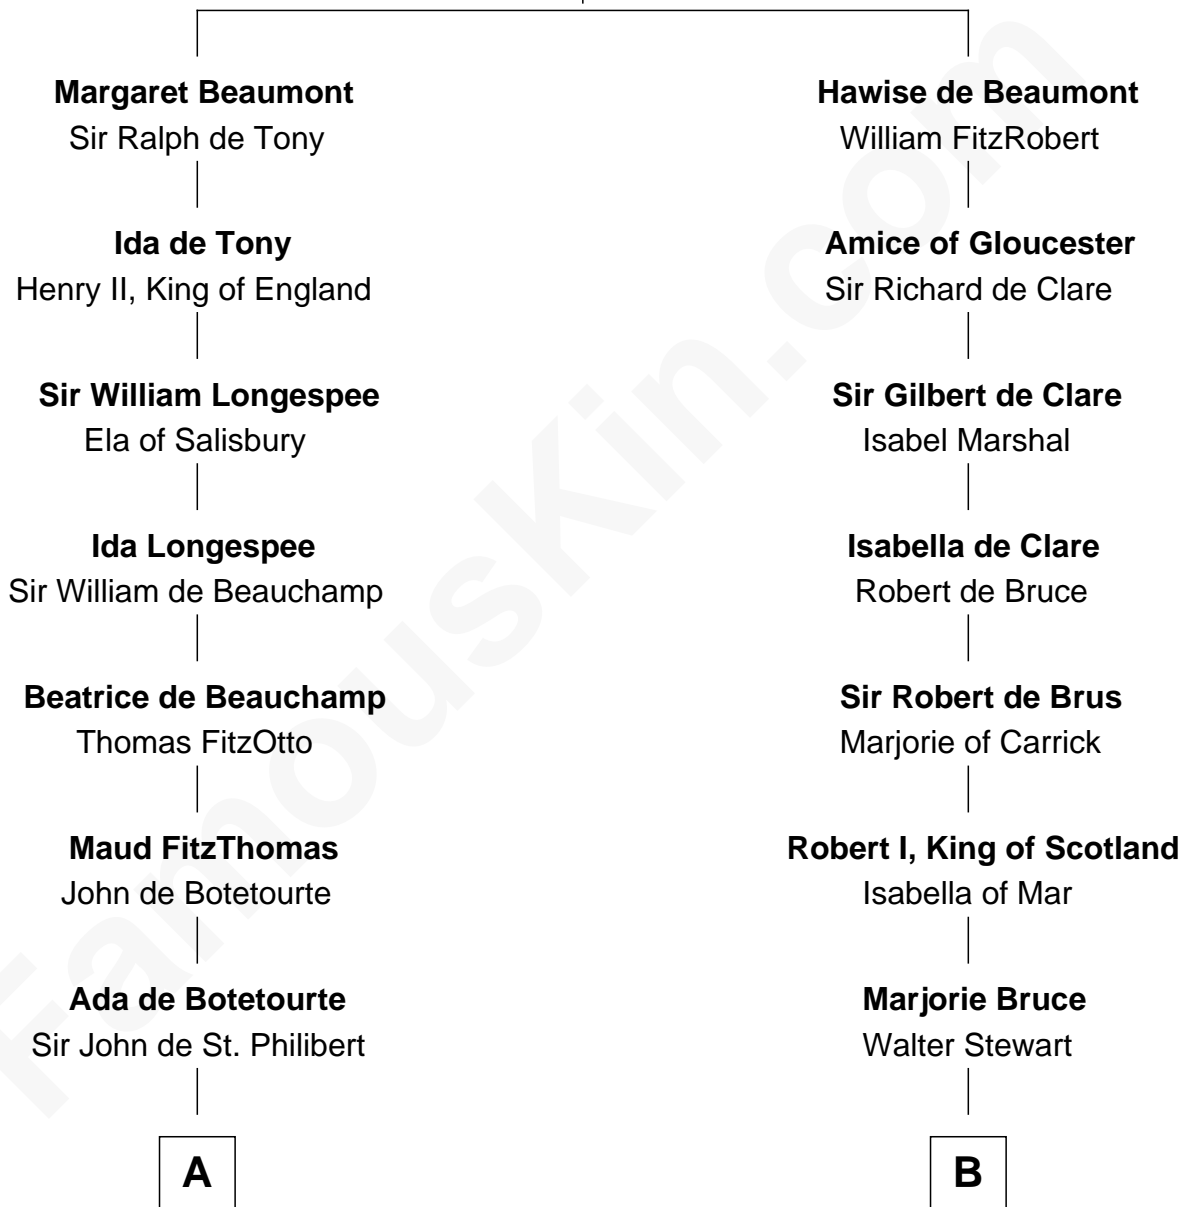 Margaret Beaumont
Sir Ralph de Tony
Ida de Tony
Henry II, King of England
Sir William Longespee
Ela of Salisbury
Ida Longespee
Sir William de Beauchamp
Beatrice de Beauchamp
Thomas FitzOtto
Maud FitzThomas
John de Botetourte
Ada de Botetourte
Sir John de St. Philibert
A
Hawise de Beaumont
William FitzRobert
Amice of Gloucester
Sir Richard de Clare
Sir Gilbert de Clare
Isabel Marshal
Isabella de Clare
Robert de Bruce
Sir Robert de Brus
Marjorie of Carrick
Robert I, King of Scotland
Isabella of Mar
Marjorie Bruce
Walter Stewart
B
FamousKin.com